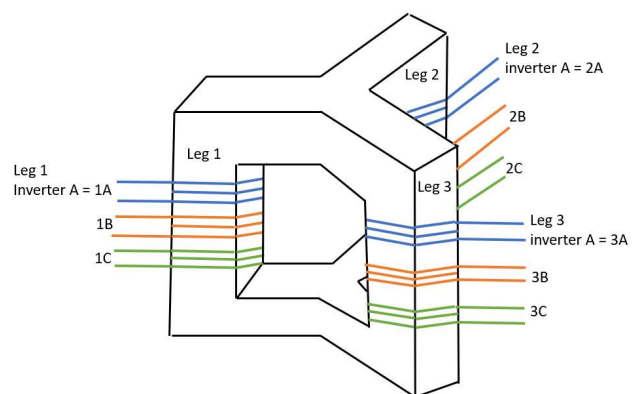 Leg 2
inverter A = 2A
Leg 2
2B
Leg 1
2C
Leg 1
Inverter A = 1A
Leg 3
1B
Leg 3
inverter A = 3A
1C
3B
3C